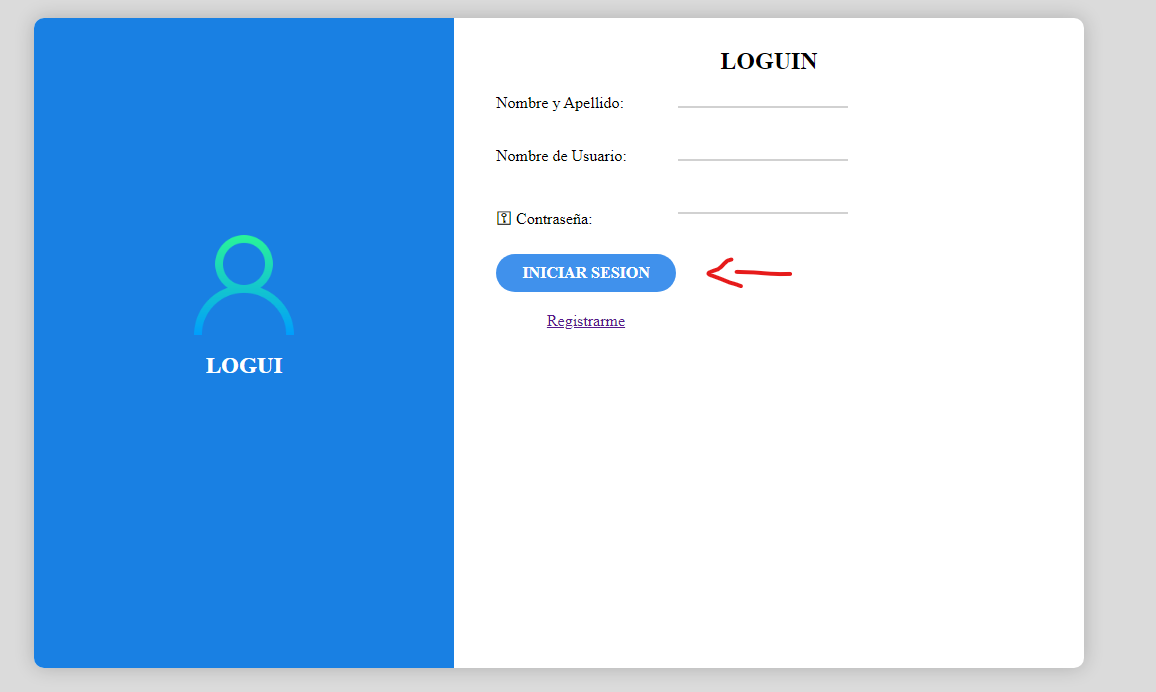 LOGUI
LOGUIN
Nombre y Apellido:
Nombre de Usuario:
Contraseña:
INICIAR SESION
Registrarme